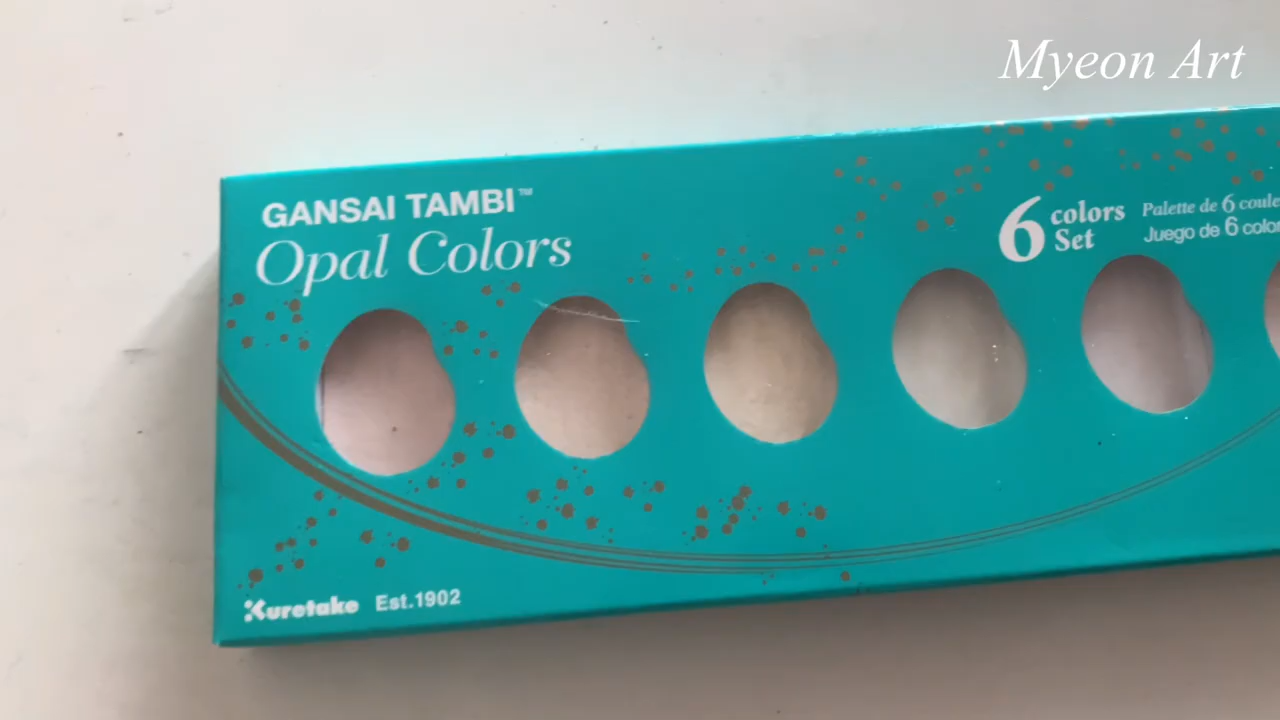 Myeon Art
GANSAI TAMBI™
Opal Colors
6 colors Set
Palette de 6
Juego de 6
Kuretake Est.1902